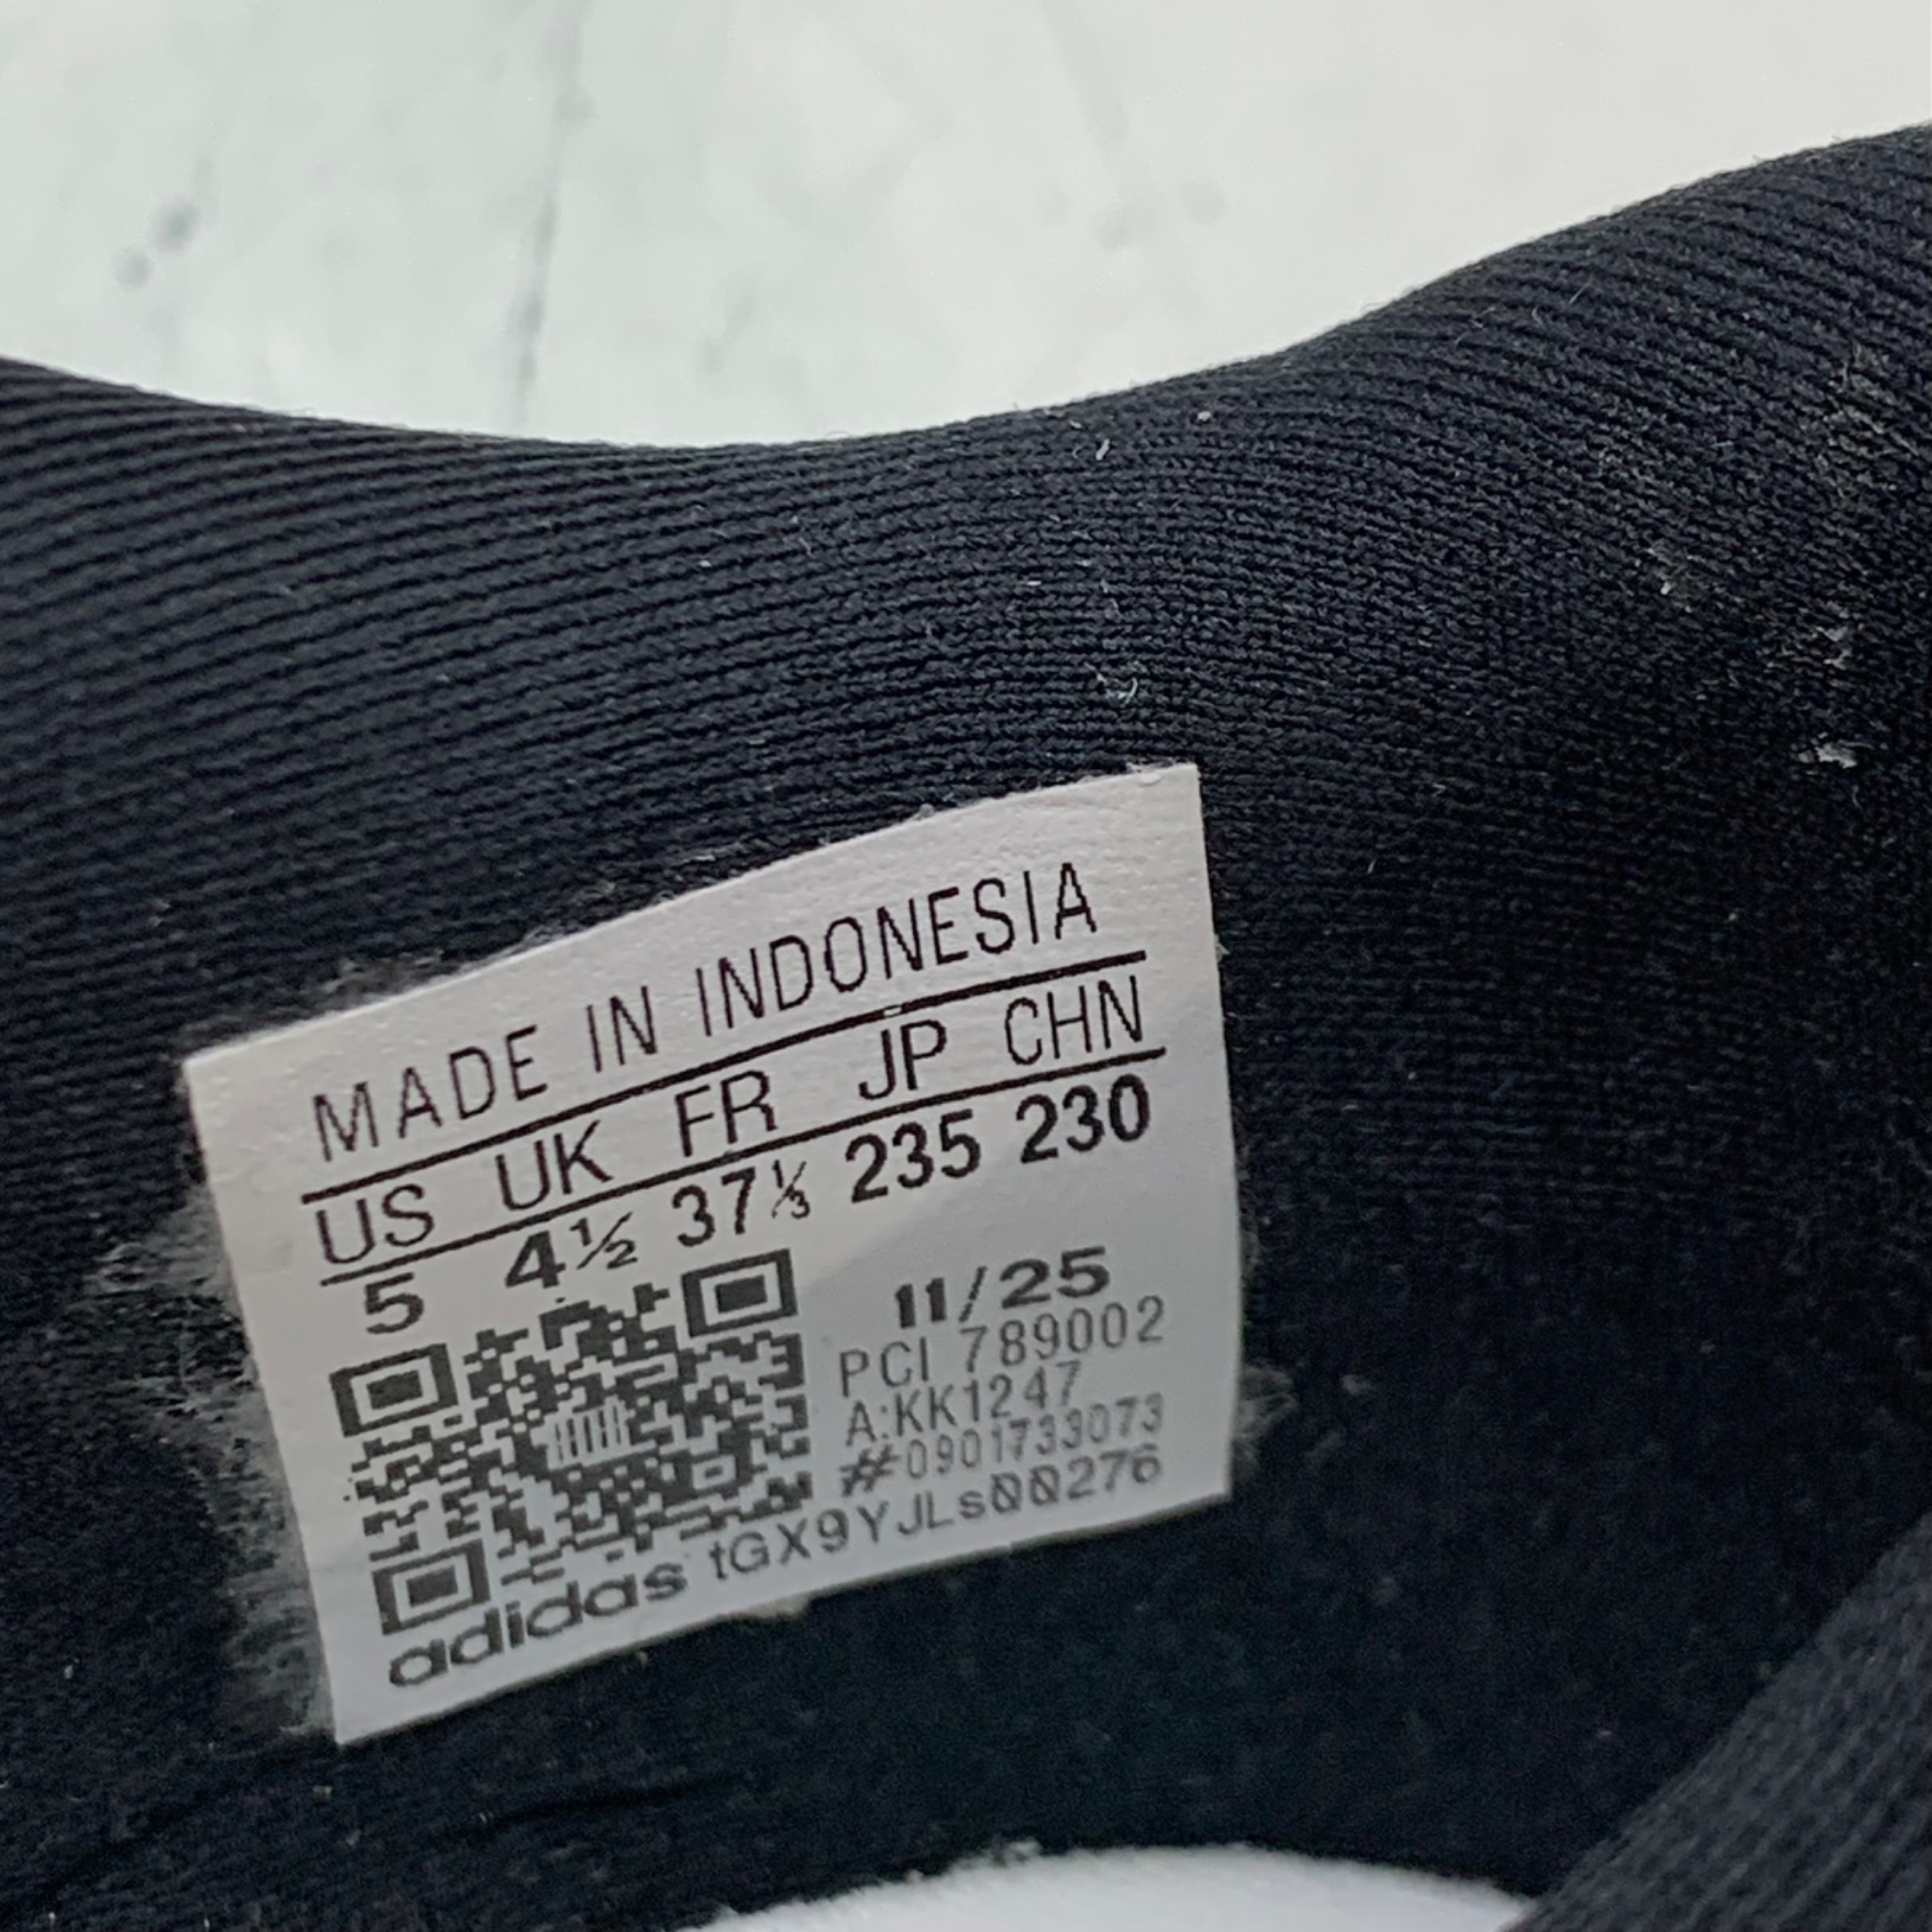 MADE IN INDONESIA
US UK FR JP CHN
5 4½ 37⅓ 235 230
11/25
PCI 789002
A:KK1247
#0901733073
adidas tGX9YJLs00276